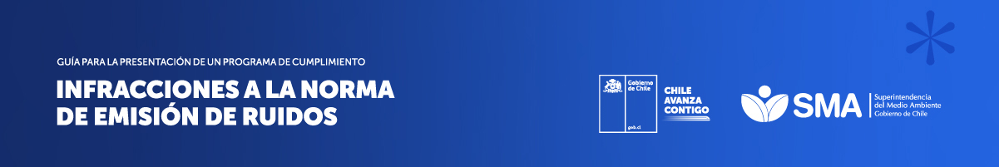 GUÍA PARA LA PRESENTACIÓN DE UN PROGRAMA DE CUMPLIMIENTO
INFRACCIONES A LA NORMA
DE EMISIÓN DE RUIDOS
Gobierno
de Chile
gob.cl
CHILE
AVANZA
CONTIGO
SMA
Superintendencia
del Medio Ambiente
Gobierno de Chile